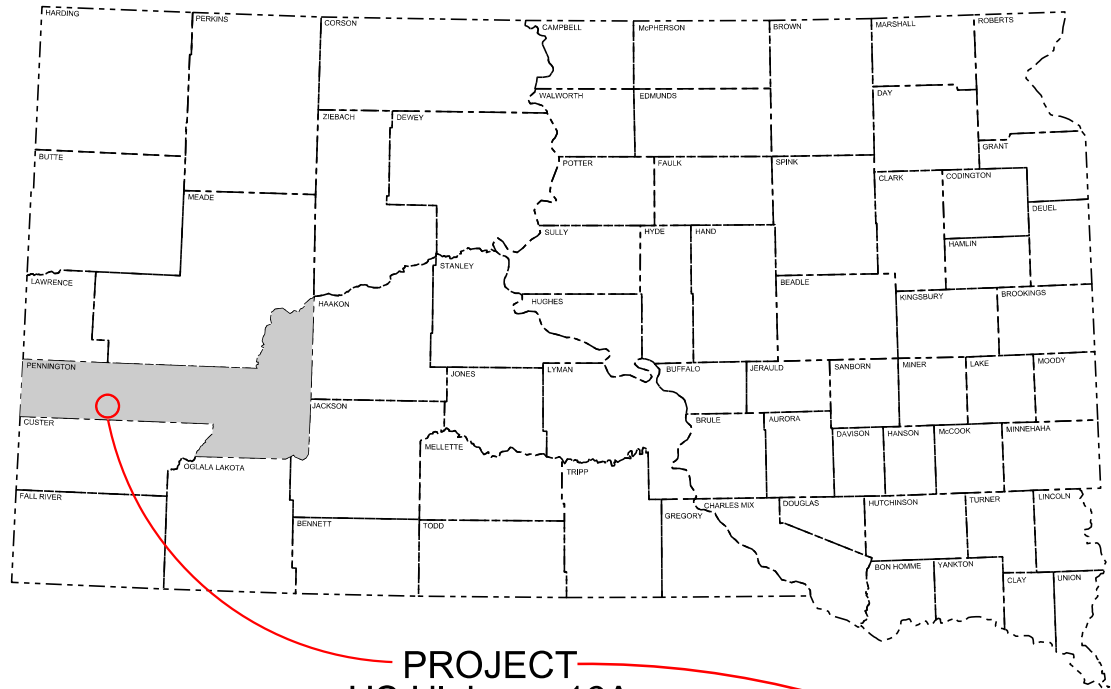 HARDING
PERKINS
CORSON
CAMPBELL
McPHERSON
BROWN
MARSHALL
ROBERTS
WALWORTH
EDMUNDS
DAY
ZIEBACH
DEWEY
GRANT
BUTTE
POTTER
FAULK
SPINK
CLARK
CODINGTON
MEADE
DEUEL
SULLY
HYDE
HAND
HAMLIN
STANLEY
LAWRENCE
BEADLE
KINGSBURY
BROOKINGS
HAAKON
HUGHES
PENNINGTON
JONES
LYMAN
BUFFALO
JERAULD
SANBORN
MINER
LAKE
MOODY
JACKSON
CUSTER
BRULE
AURORA
DAVISON
HANSON
McCOOK
MINNEHAHA
MELLETTE
OGLALA LAKOTA
TRIPP
FALL RIVER
GREGORY
CHARLES MIX
DOUGLAS
HUTCHINSON
TURNER
LINCOLN
BENNETT
TODD
BON HOMME
YANKTON
CLAY
UNION
PROJECT